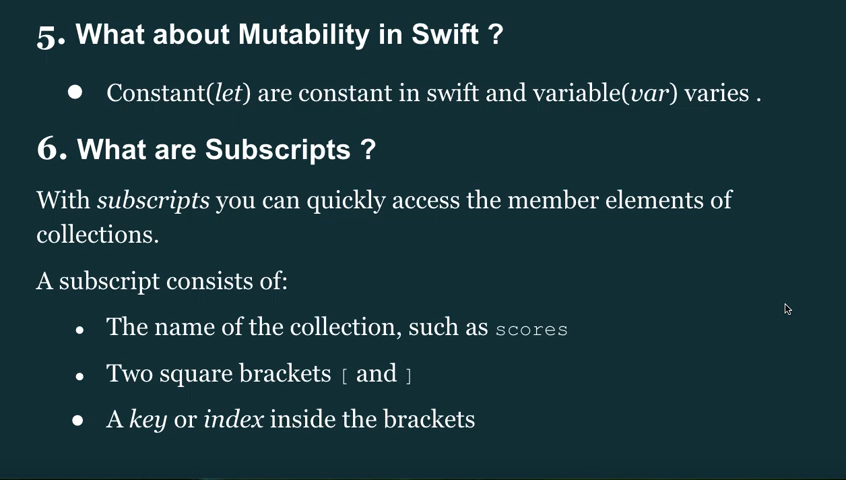 5. What about Mutability in Swift ?
● Constant(let) are constant in swift and variable(var) varies .
6. What are Subscripts ?
With subscripts you can quickly access the member elements of
collections.
A subscript consists of:
● The name of the collection, such as scores
● Two square brackets [ and ]
● A key or index inside the brackets